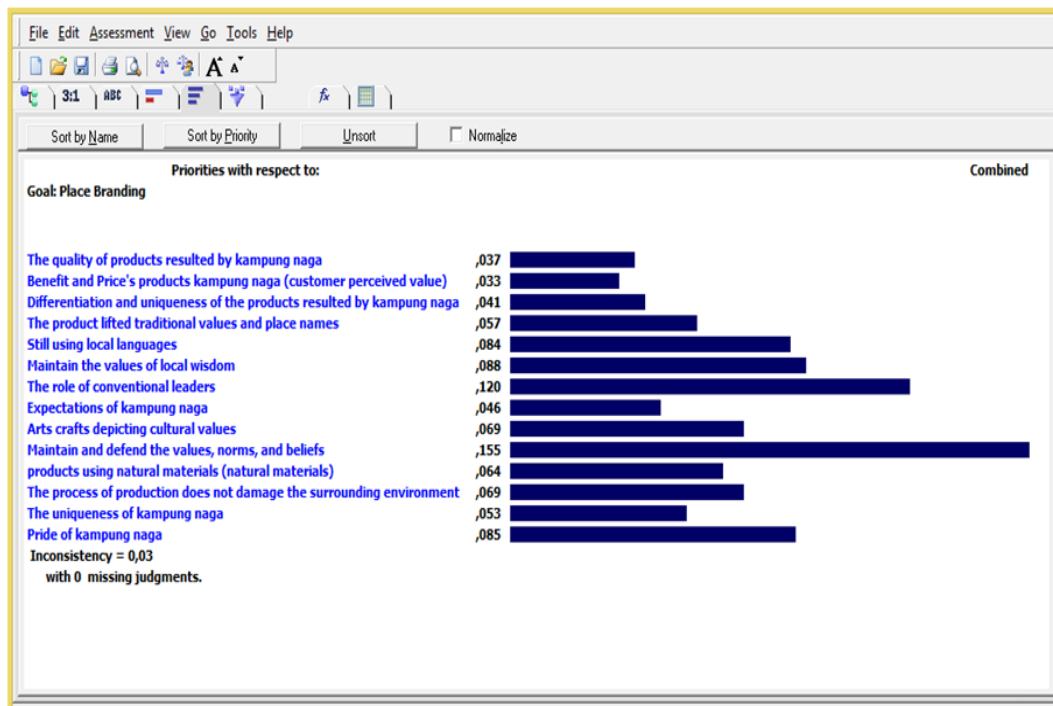 File Edit Assessment View Go Tools Help
A A
3:1 ABC fx
Sort by Name Sort by Priority Unsort Normalize
Priorities with respect to: Combined
Goal: Place Branding
The quality of products resulted by kampung naga ,037
Benefit and Price's products kampung naga (customer perceived value) ,033
Differentiation and uniqueness of the products resulted by kampung naga ,041
The product lifted traditional values and place names ,057
Still using local languages ,084
Maintain the values of local wisdom ,088
The role of conventional leaders ,120
Expectations of kampung naga ,046
Arts crafts depicting cultural values ,069
Maintain and defend the values, norms, and beliefs ,155
products using natural materials (natural materials) ,064
The process of production does not damage the surrounding environment ,069
The uniqueness of kampung naga ,053
Pride of kampung naga ,085
Inconsistency = 0,03
with 0 missing judgments.